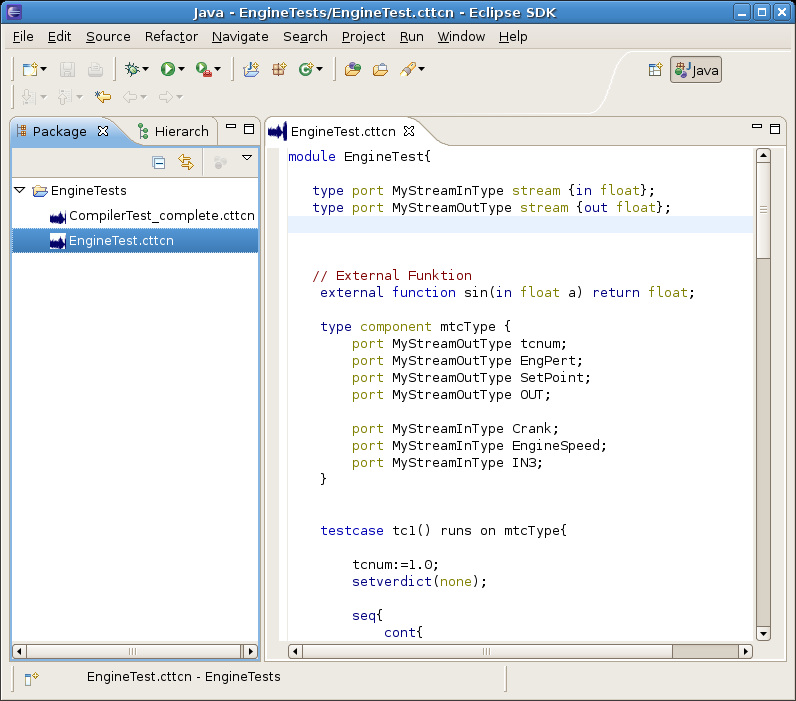 Java - EngineTests/EngineTest.cttcn - Eclipse SDK
File Edit Source Refactor Navigate Search Project Run Window Help
Java
Package Hierarch
EngineTests
CompilerTest_complete.cttcn
EngineTest.cttcn
EngineTest.cttcn
module EngineTest{
type port MyStreamInType stream {in float};
type port MyStreamOutType stream {out float};
// External Funktion
external function sin(in float a) return float;
type component mtcType {
port MyStreamOutType tcnum;
port MyStreamOutType EngPert;
port MyStreamOutType SetPoint;
port MyStreamOutType OUT;
port MyStreamInType Crank;
port MyStreamInType EngineSpeed;
port MyStreamInType IN3;
}
testcase tc1() runs on mtcType{
tcnum:=1.0;
setverdict(none);
seq{
cont{
EngineTest.cttcn - EngineTests